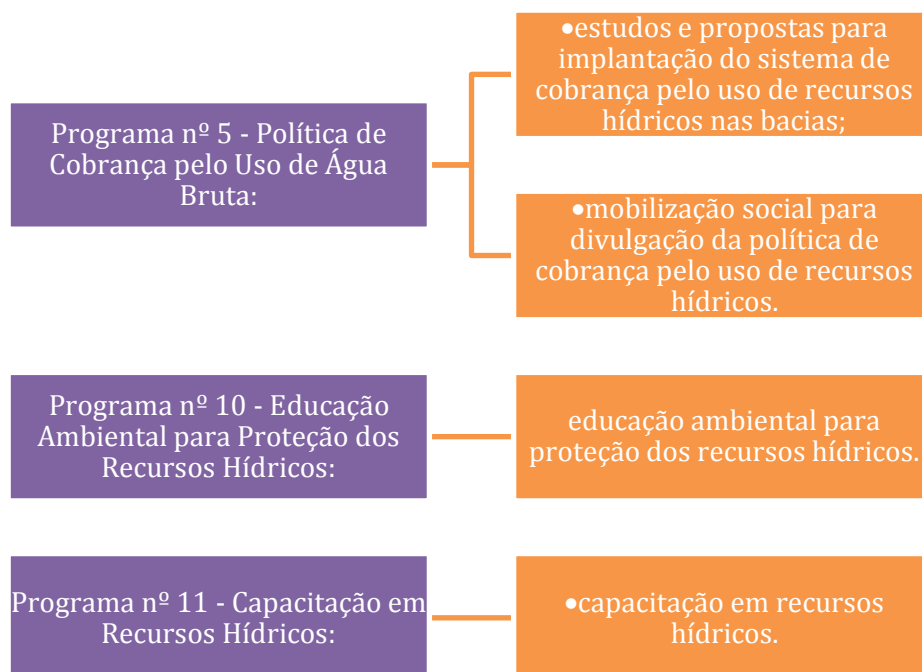 Programa nº 5 - Política de
Cobrança pelo Uso de Água
Bruta:
•estudos e propostas para
implantação do sistema de
cobrança pelo uso de recursos
hídricos nas bacias;
•mobilização social para
divulgação da política de
cobrança pelo uso de recursos
hídricos.
Programa nº 10 - Educação
Ambiental para Proteção dos
Recursos Hídricos:
educação ambiental para
proteção dos recursos hídricos.
Programa nº 11 - Capacitação em
Recursos Hídricos:
•capacitação em recursos
hídricos.